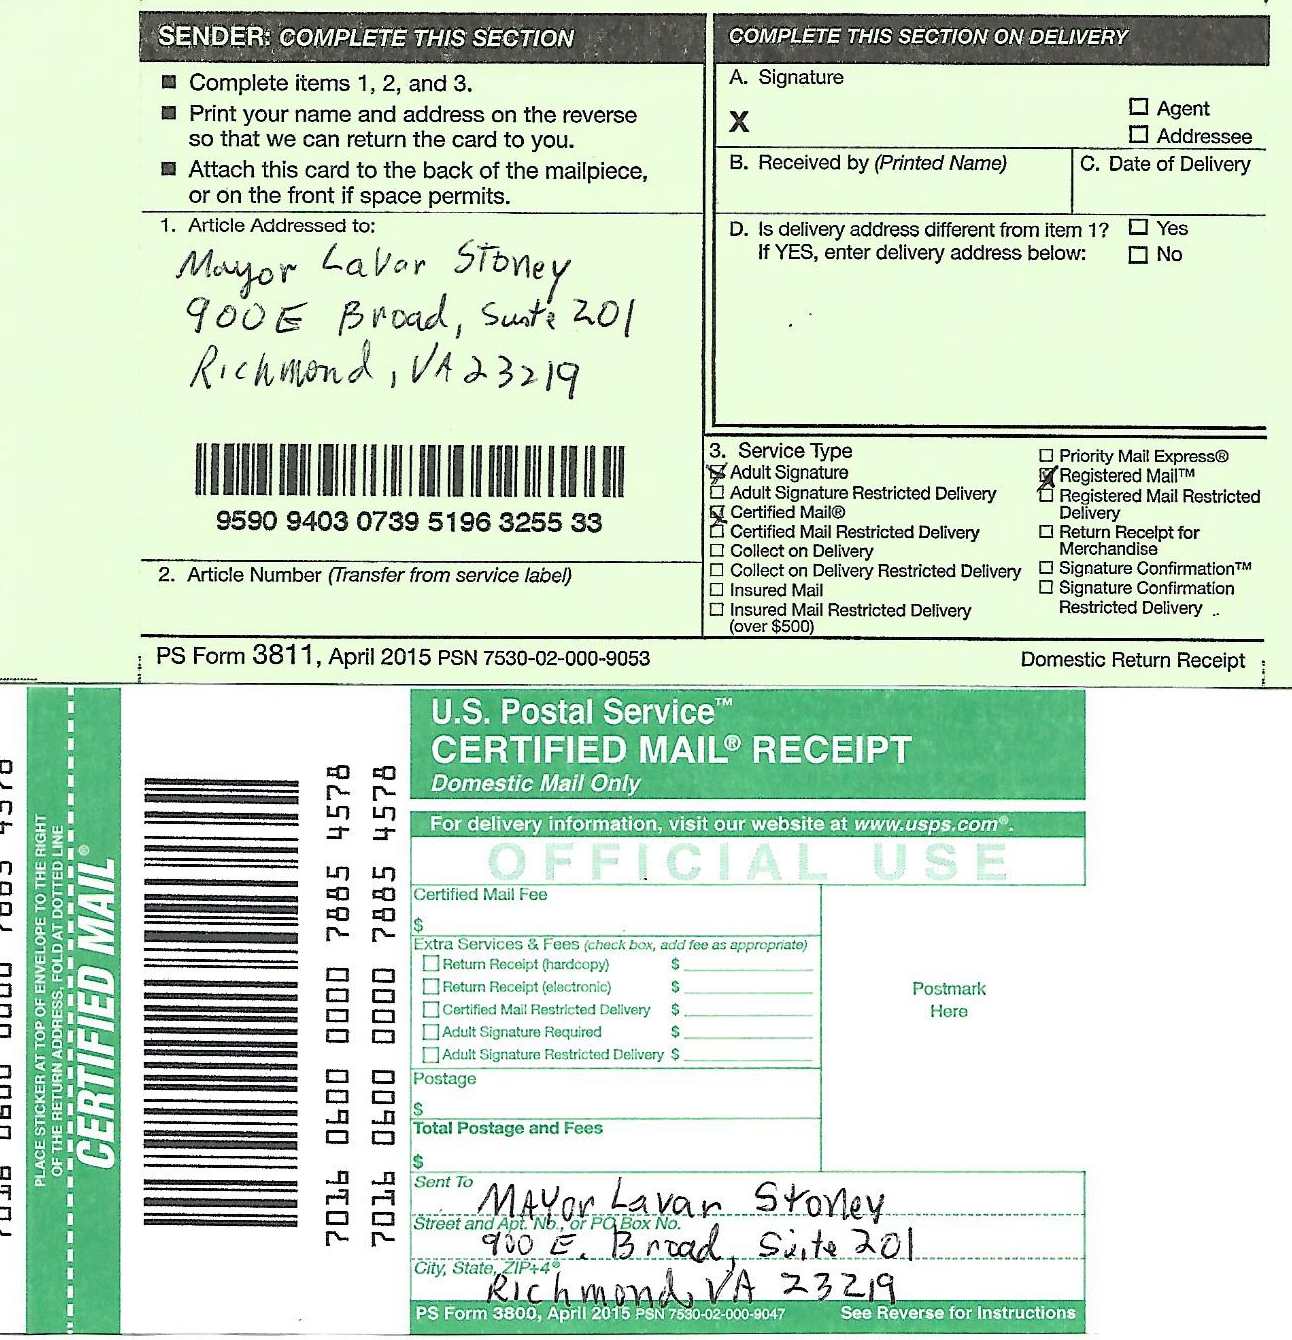 SENDER: COMPLETE THIS SECTION
■ Complete items 1, 2, and 3.
■ Print your name and address on the reverse
so that we can return the card to you.
■ Attach this card to the back of the mailpiece,
or on the front if space permits.
1. Article Addressed to:
Mayor LaVar Stoney
900 E Broad, Suite 201
Richmond, VA 23219
9590 9403 0739 5196 3255 33
2. Article Number (Transfer from service label)
COMPLETE THIS SECTION ON DELIVERY
A. Signature
X
☐ Agent
☐ Addressee
B. Received by (Printed Name)
C. Date of Delivery
D. Is delivery address different from item 1? ☐ Yes
If YES, enter delivery address below: ☐ No
3. Service Type
☒ Adult Signature
☐ Adult Signature Restricted Delivery
☒ Certified Mail®
☐ Certified Mail Restricted Delivery
☐ Collect on Delivery
☐ Collect on Delivery Restricted Delivery
☐ Insured Mail
☐ Insured Mail Restricted Delivery
(over $500)
☐ Priority Mail Express®
☒ Registered Mail™
☐ Registered Mail Restricted
Delivery
☐ Return Receipt for
Merchandise
☐ Signature Confirmation™
☐ Signature Confirmation
Restricted Delivery
PS Form 3811, April 2015 PSN 7530-02-000-9053
Domestic Return Receipt
7016 0600 0000 7885 4578
PLACE STICKER AT TOP OF ENVELOPE TO THE RIGHT
OF THE RETURN ADDRESS, FOLD AT DOTTED LINE
CERTIFIED MAIL®
7016 0600 0000 7885 4578
7016 0600 0000 7885 4578
U.S. Postal Service™
CERTIFIED MAIL® RECEIPT
Domestic Mail Only
For delivery information, visit our website at www.usps.com®.
OFFICIAL USE
Certified Mail Fee
$
Extra Services & Fees (check box, add fee as appropriate)
☐ Return Receipt (hardcopy) $
☐ Return Receipt (electronic) $
☐ Certified Mail Restricted Delivery $
☐ Adult Signature Required $
☐ Adult Signature Restricted Delivery $
Postage
$
Total Postage and Fees
$
Postmark
Here
Sent To
Mayor Lavar Stoney
Street and Apt. No., or PO Box No.
900 E. Broad, Suite 201
City, State, ZIP+4®
Richmond, VA 23219
PS Form 3800, April 2015 PSN 7530-02-000-9047
See Reverse for Instructions